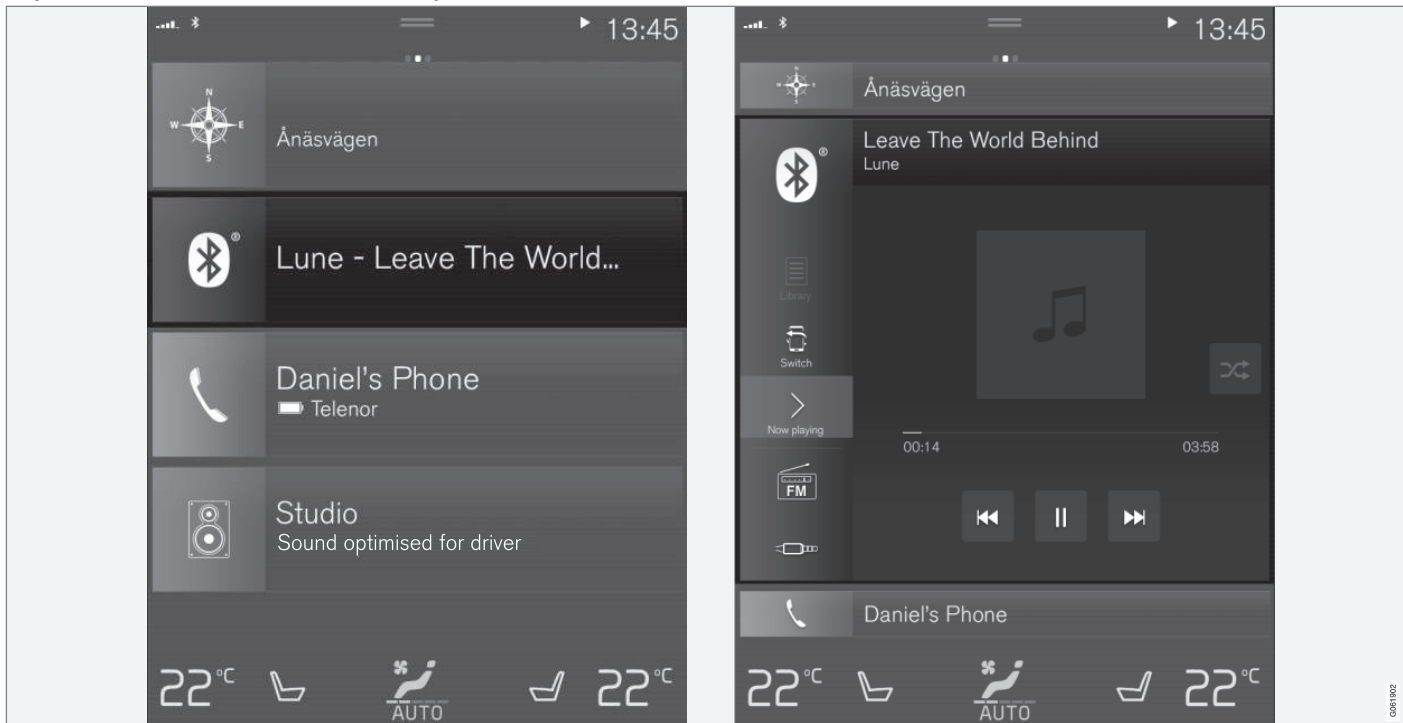 13:45
N
W E
S
Ånäsvägen
Lune - Leave The World...
Daniel's Phone
Telenor
Studio
Sound optimised for driver
22°C
AUTO
22°C
13:45
Ånäsvägen
Leave The World Behind
Lune
Library
Switch
Now playing
00:14
03:58
FM
Daniel's Phone
22°C
AUTO
22°C
G061902